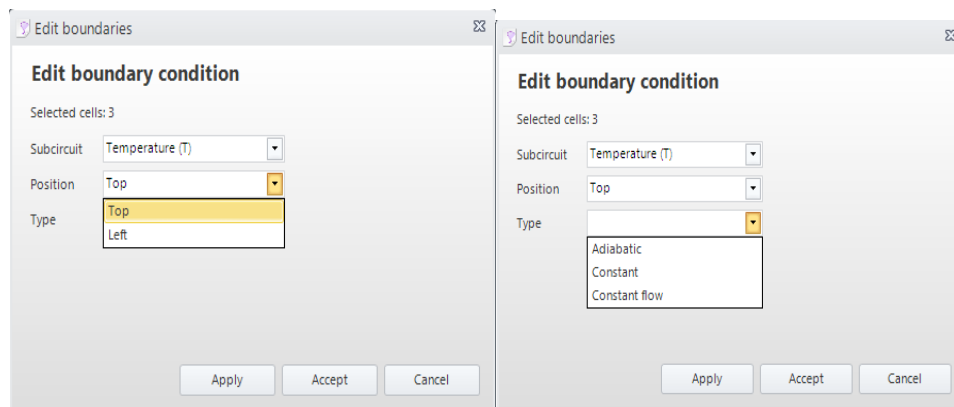 Edit boundaries
Edit boundary condition
Selected cells: 3
Subcircuit Temperature (T)
Position Top
Type Top
Left
Apply Accept Cancel
Edit boundaries
Edit boundary condition
Selected cells: 3
Subcircuit Temperature (T)
Position Top
Type
Adiabatic
Constant
Constant flow
Apply Accept Cancel